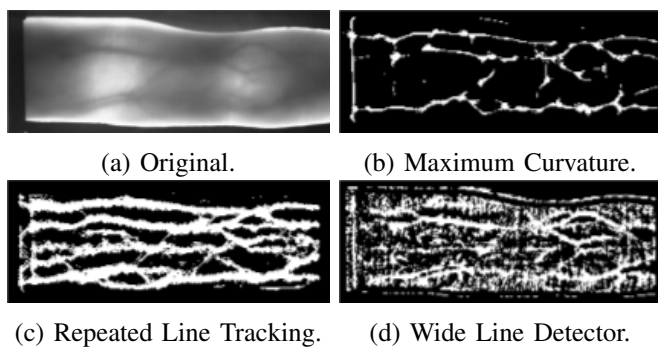 (a) Original.
(b) Maximum Curvature.
(c) Repeated Line Tracking.
(d) Wide Line Detector.